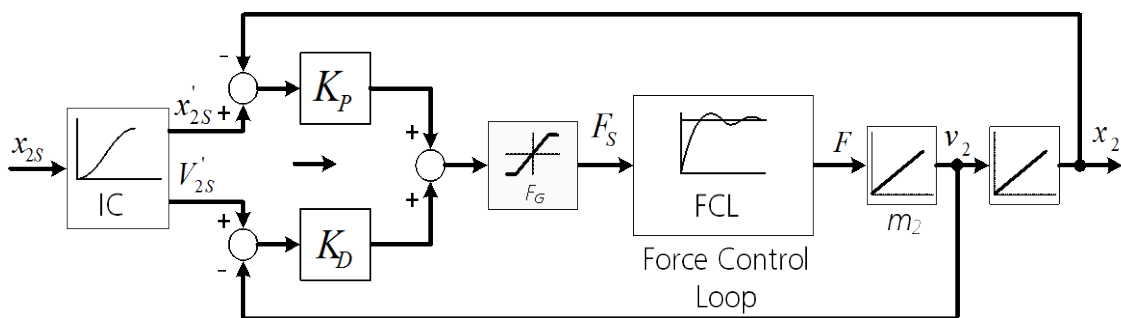 -
x'₂S
+
K_P
+
x₂S
IC
V'₂S
+
-
K_D
+
F_G
F_S
FCL
Force Control
Loop
F
m₂
v₂
x₂